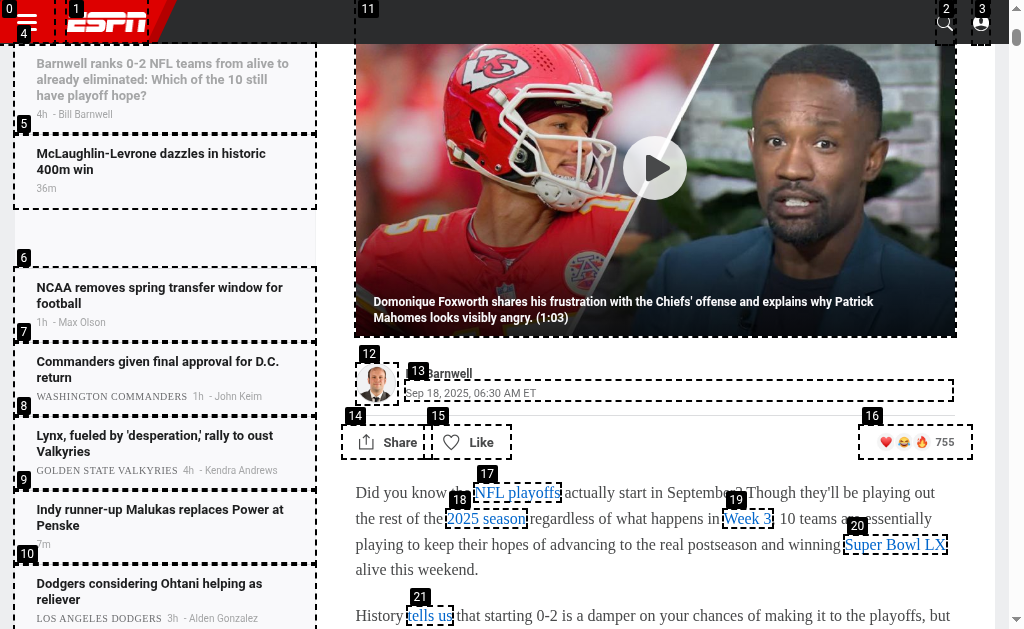 0
1
ESPN
11
2
3
4
Barnwell ranks 0-2 NFL teams from alive to
already eliminated: Which of the 10 still
have playoff hope?
4h - Bill Barnwell
5
McLaughlin-Levrone dazzles in historic
400m win
36m
6
NCAA removes spring transfer window for
football
1h - Max Olson
7
Commanders given final approval for D.C.
return
WASHINGTON COMMANDERS 1h - John Keim
8
Lynx, fueled by 'desperation,' rally to oust
Valkyries
GOLDEN STATE VALKYRIES 4h - Kendra Andrews
9
Indy runner-up Malukas replaces Power at
Penske
7m
10
Dodgers considering Ohtani helping as
reliever
LOS ANGELES DODGERS 3h - Alden Gonzalez
Domonique Foxworth shares his frustration with the Chiefs' offense and explains why Patrick
Mahomes looks visibly angry. (1:03)
12
13
Barnwell
Sep 18, 2025, 06:30 AM ET
14
15
16
Share
Like
755
17
Did you know the NFL playoffs actually start in September? Though they'll be playing out
18
19
the rest of the 2025 season regardless of what happens in Week 3, 10 teams are essentially
20
playing to keep their hopes of advancing to the real postseason and winning Super Bowl LX
alive this weekend.
21
History tells us that starting 0-2 is a damper on your chances of making it to the playoffs, but